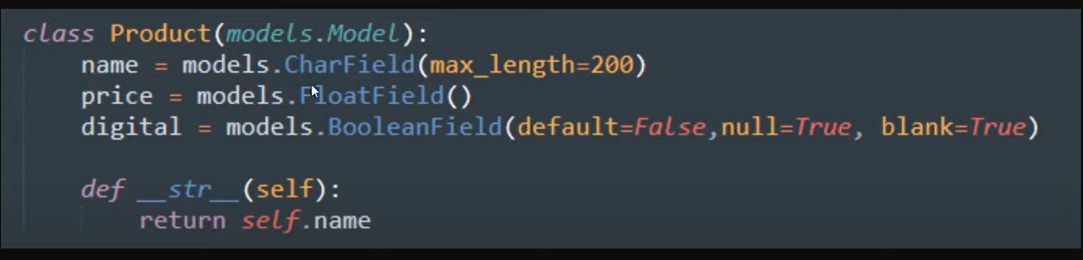 class Product(models.Model):
name = models.CharField(max_length=200)
price = models.FloatField()
digital = models.BooleanField(default=False,null=True, blank=True)
def __str__(self):
return self.name